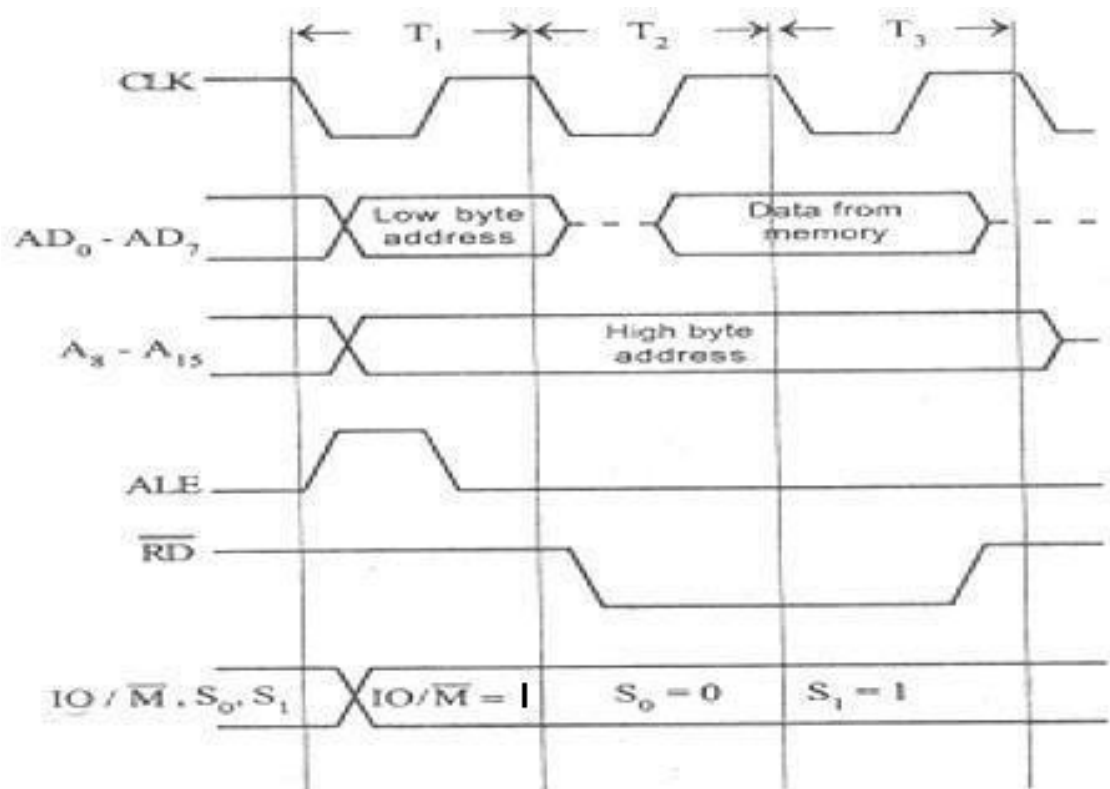 T₁ T₂ T₃
CLK
Low byte address
Data from memory
AD₀ - AD₇
High byte address
A₈ - A₁₅
ALE
R̅D̅
IO / M̅ , S₀, S₁ IO/M̅ = 1 S₀ = 0 S₁ = 1